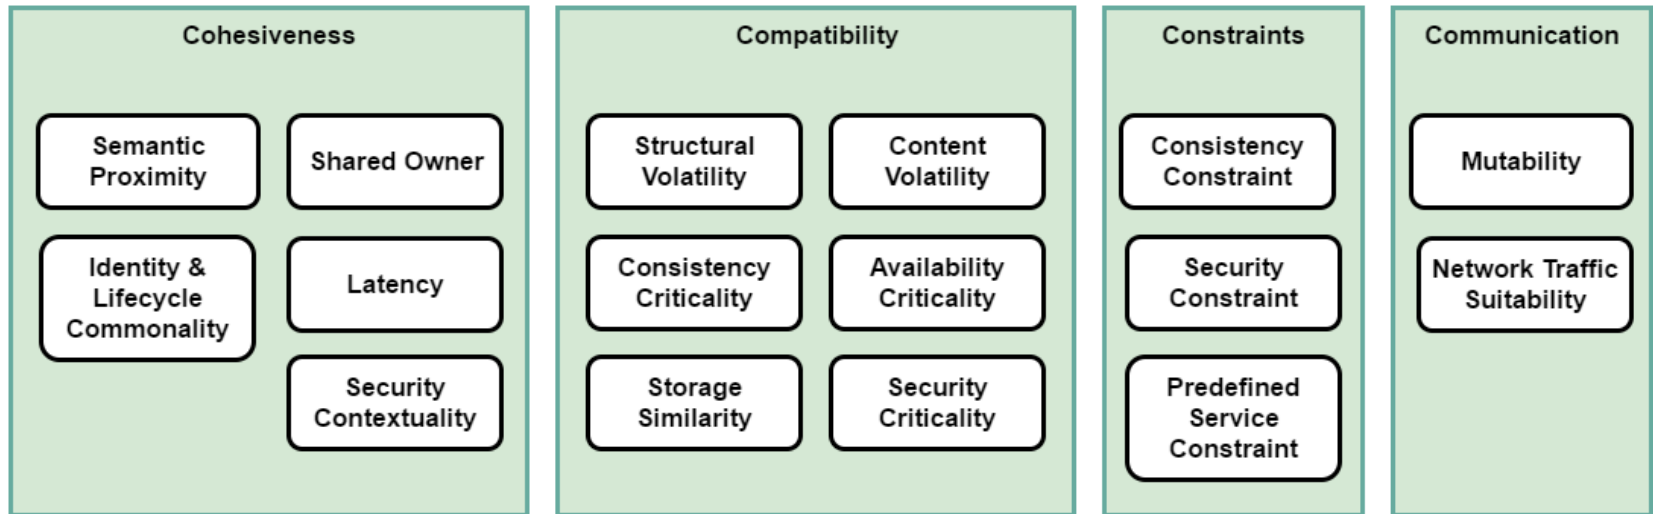 Cohesiveness
Semantic
Proximity
Shared Owner
Identity &
Lifecycle
Commonality
Latency
Security
Contextuality
Compatibility
Structural
Volatility
Content
Volatility
Consistency
Criticality
Availability
Criticality
Storage
Similarity
Security
Criticality
Constraints
Consistency
Constraint
Security
Constraint
Predefined
Service
Constraint
Communication
Mutability
Network Traffic
Suitability